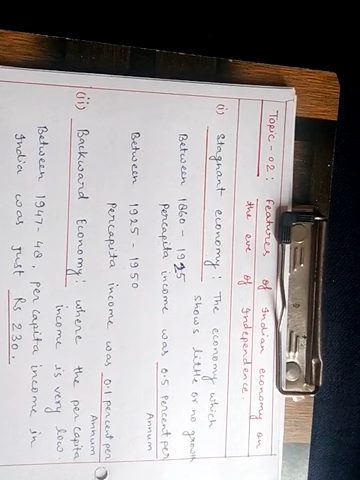 Topic - 02 : Features of Indian economy on
the eve of Independence.
(i) Stagnant economy : The economy which
shows little or no growth
Between 1860 - 1925
Percapita income was 0.5 percent per
Annum
Between 1925 - 1950
Percapita income was 0.1 percent per
Annum
(ii) Backward Economy : where the per capita
income is very low.
Between 1947 - 48, per capita income in
India was Just Rs 230.